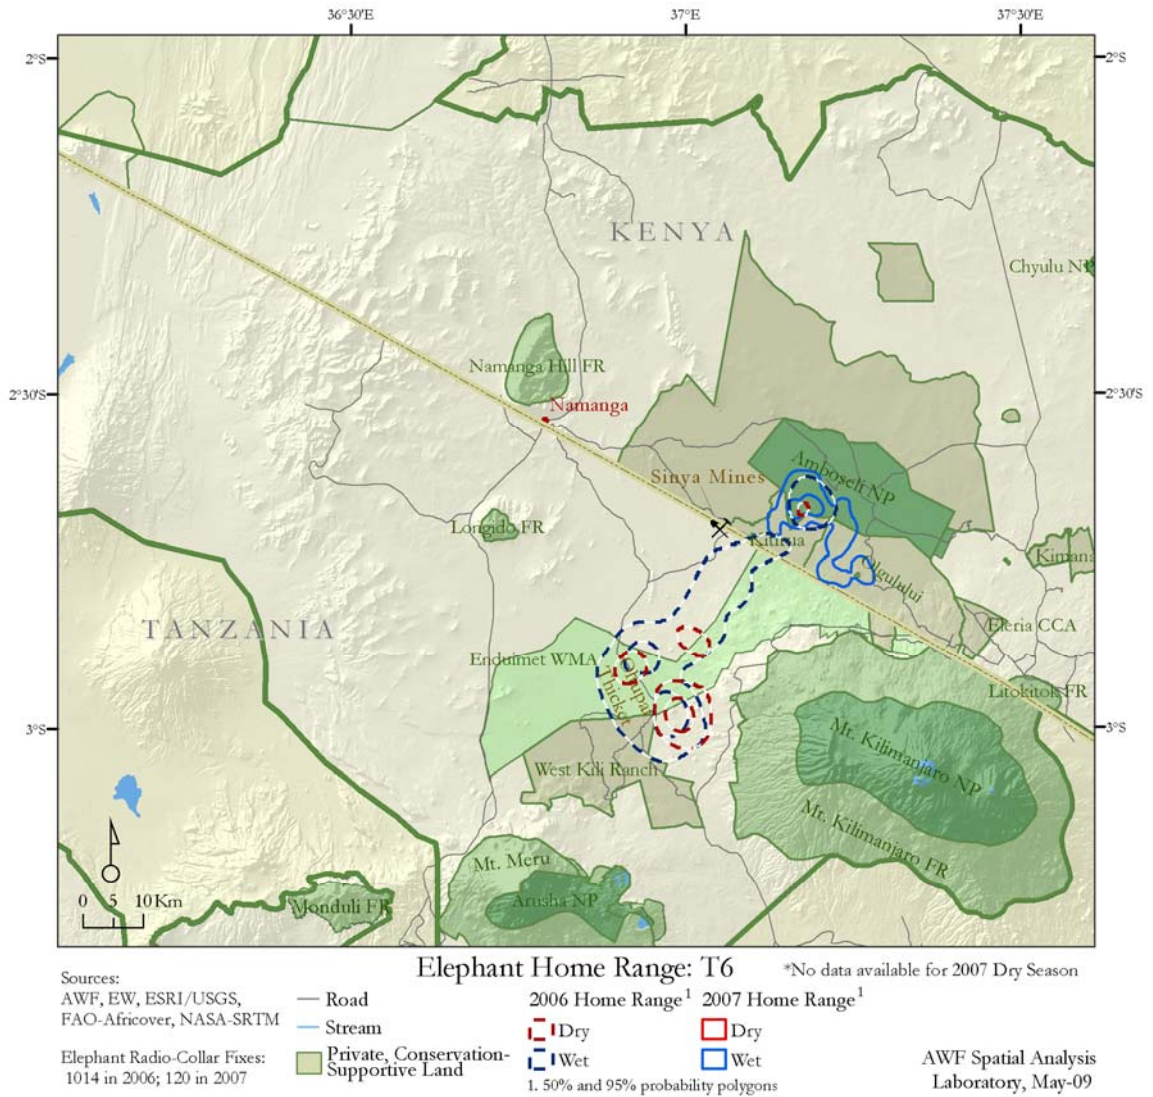 36°30'E
37°E
37°30'E
2°S
2°S
KENYA
Chyulu NP
Namanga Hill FR
2°30'S
2°30'S
Namanga
Amboseli NP
Sinya Mines
Longido FR
Kitirua
Kimana
Olgulului
TANZANIA
Eleria CCA
Enduimet WMA
Olmupa
Thicket
Litokitok FR
3°S
3°S
Mt. Kilimanjaro NP
West Kili Ranch
Mt. Kilimanjaro FR
Mt. Meru
Arusha NP
Monduli FR
0 5 10 Km
Elephant Home Range: T6
*No data available for 2007 Dry Season
Sources:
AWF, EW, ESRI/USGS,
FAO-Africover, NASA-SRTM
Elephant Radio-Collar Fixes:
1014 in 2006; 120 in 2007
Road
Stream
Private, Conservation-
Supportive Land
2006 Home Range1
Dry
Wet
2007 Home Range1
Dry
Wet
1. 50% and 95% probability polygons
AWF Spatial Analysis
Laboratory, May-09